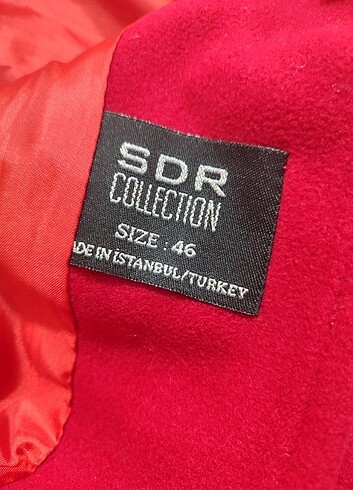 SDR
COLLECTION
SIZE : 46
ADE IN İSTANBUL/TURKEY